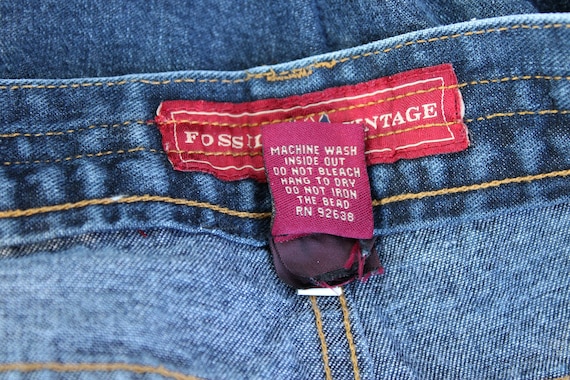 FOSSIL VINTAGE
MACHINE WASH
INSIDE OUT
DO NOT BLEACH
HANG TO DRY
DO NOT IRON
THE BEAD
RN 92638